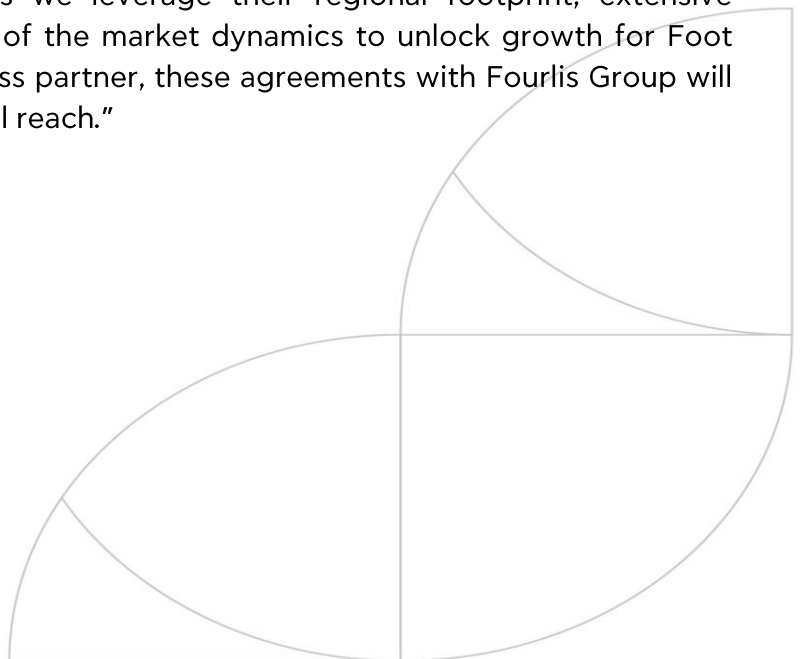 s we leverage their regional footprint, extensive
of the market dynamics to unlock growth for Foot
ss partner, these agreements with Fourlis Group will
l reach.”